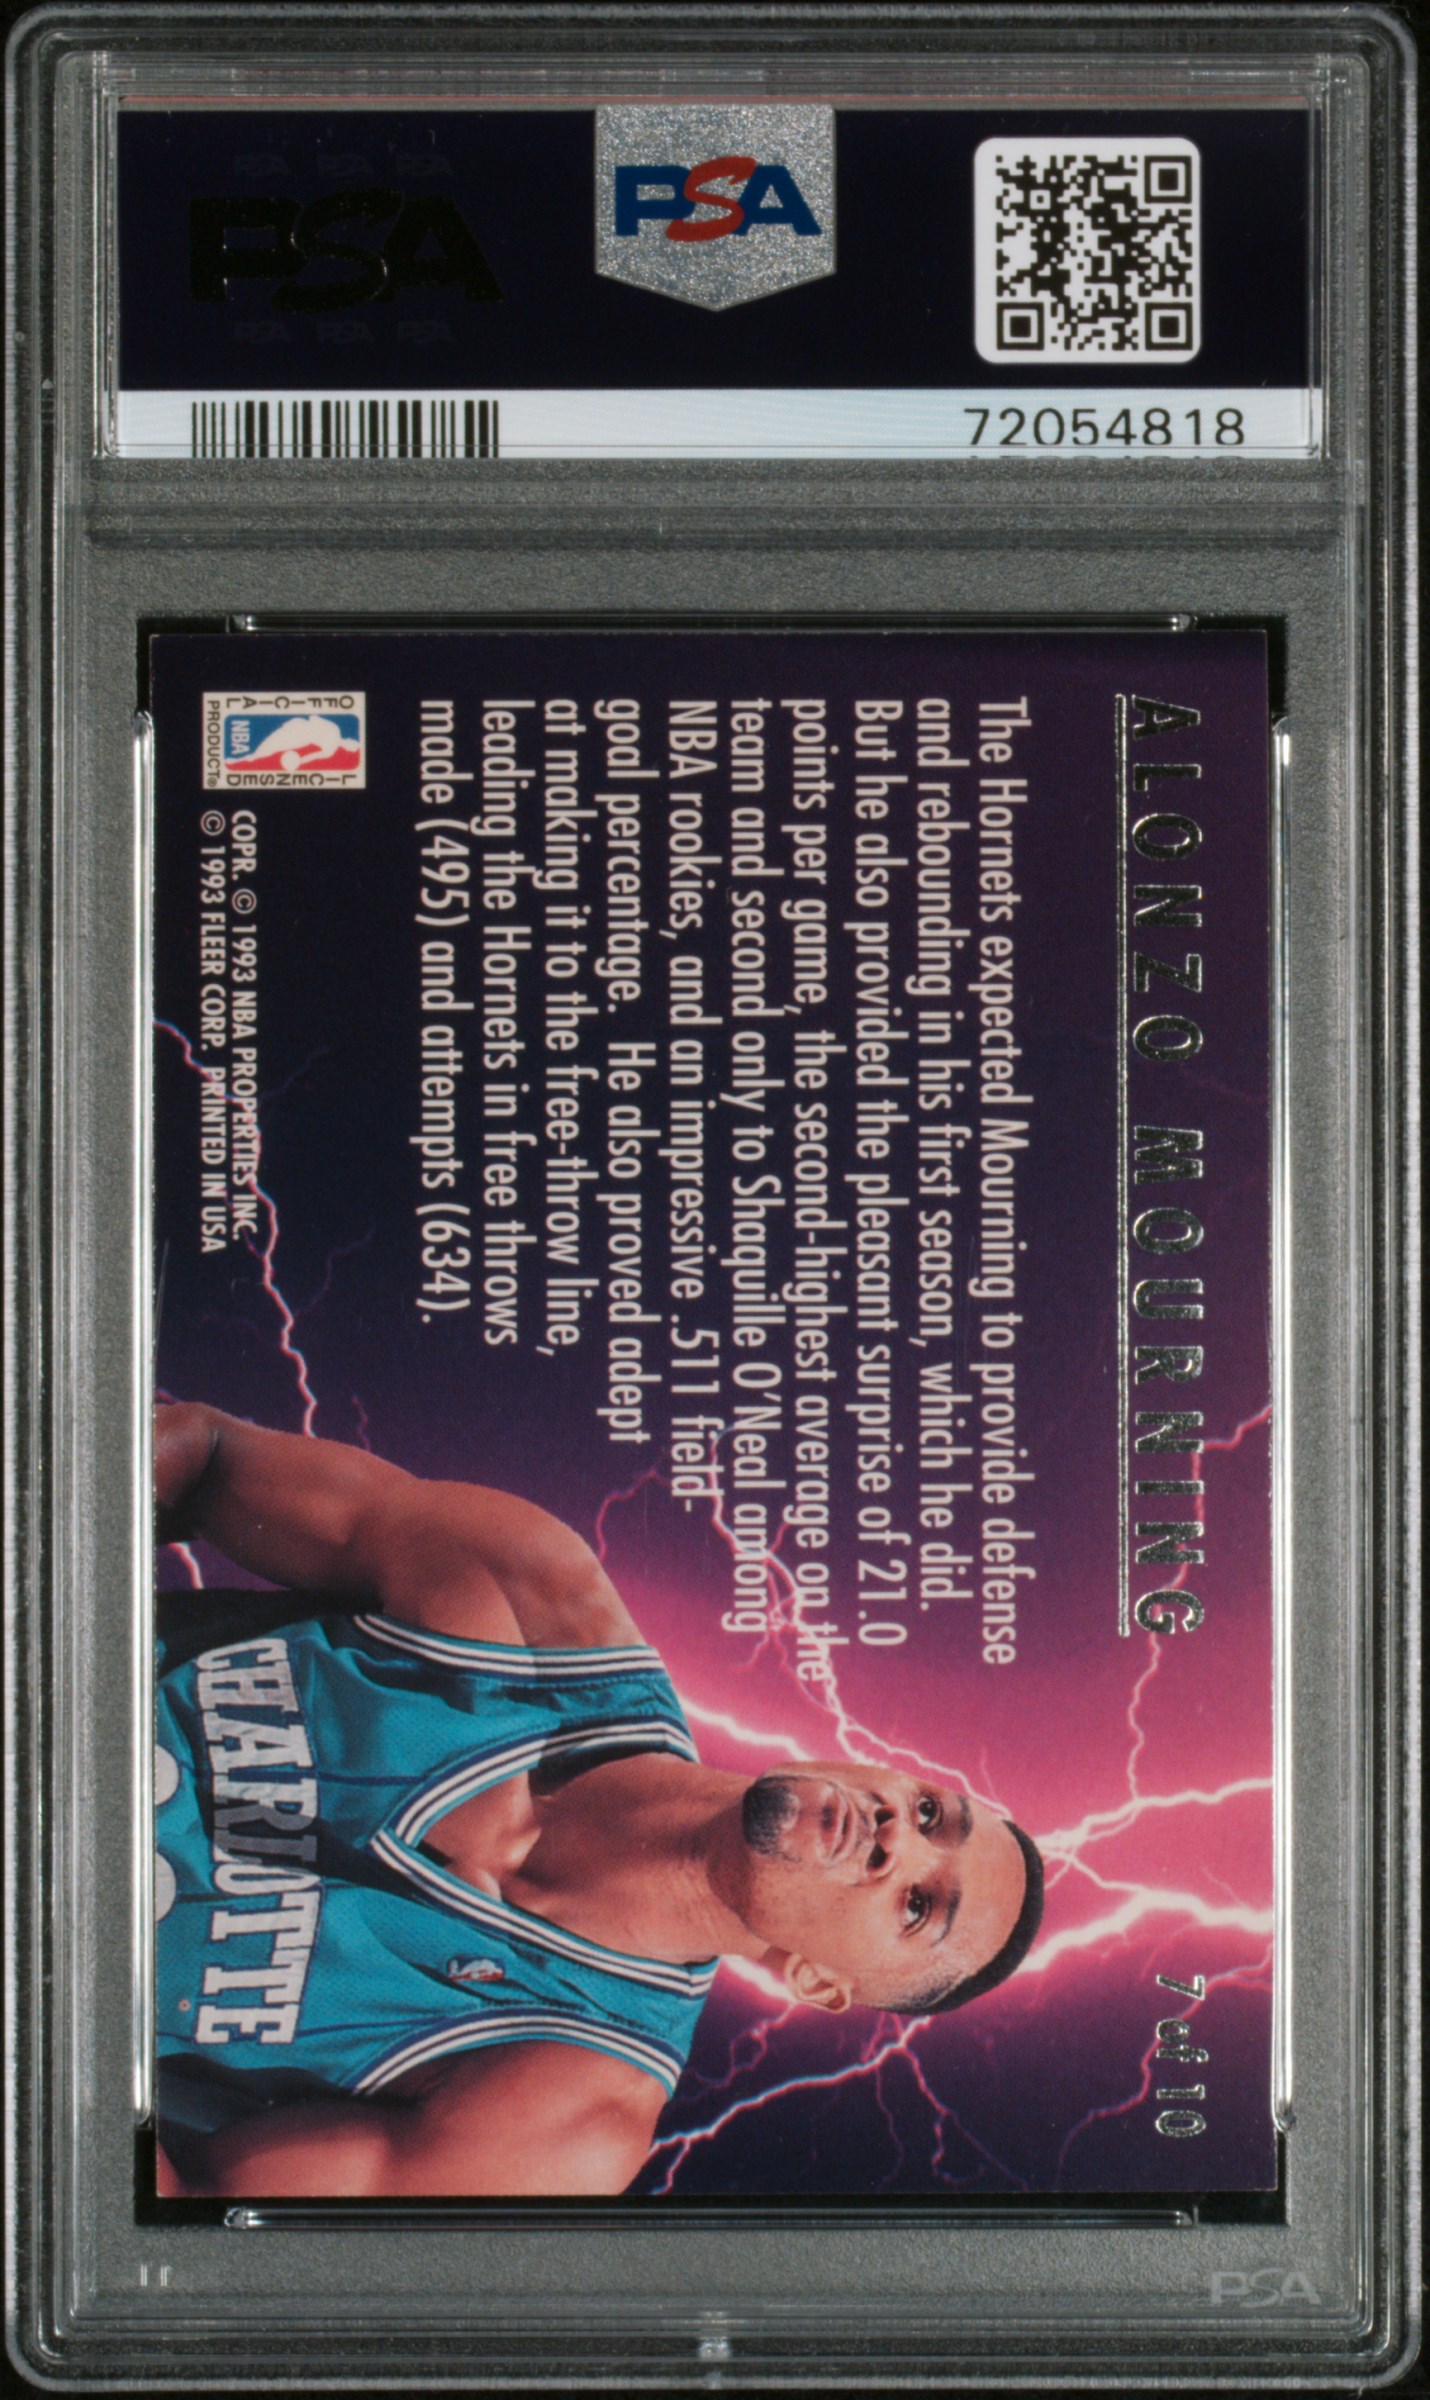 PSA
PSA
72054818
ALONZO MOURNING
7 of 10
The Hornets expected Mourning to provide defense
and rebounding in his first season, which he did.
But he also provided the pleasant surprise of 21.0
points per game, the second-highest average on the
team and second only to Shaquille O'Neal among
NBA rookies, and an impressive .511 field-
goal percentage. He also proved adept
at making it to the free-throw line,
leading the Hornets in free throws
made (495) and attempts (634).
OFFICIAL LICENSED
NBA
PRODUCT®
COPR. © 1993 NBA PROPERTIES INC.
© 1993 FLEER CORP. PRINTED IN USA
CHARLOTTE
PSA